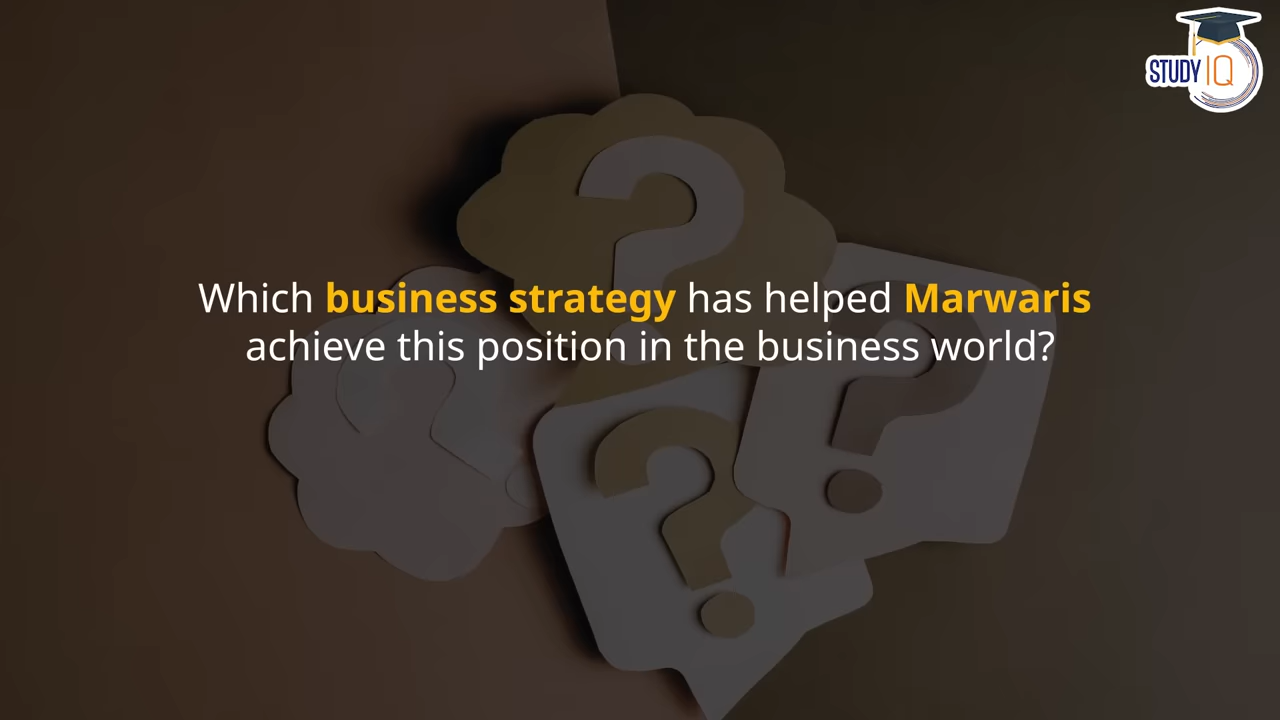 STUDY IQ
Which business strategy has helped Marwaris
achieve this position in the business world?